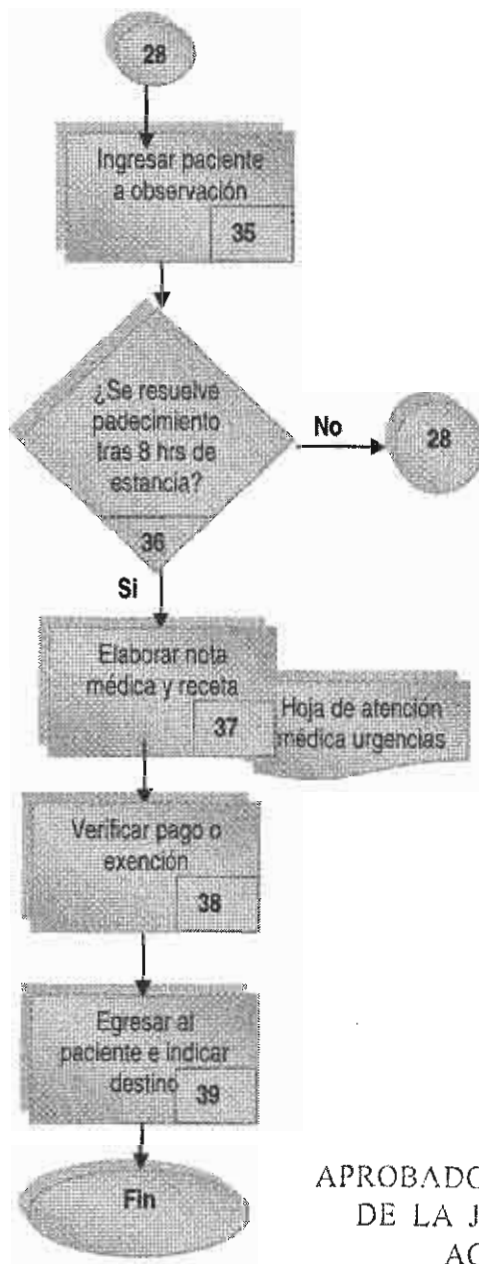 28
Ingresar paciente
a observación
35
¿Se resuelve
padecimiento
tras 8 hrs de
estancia?
36
No
28
Si
Elaborar nota
médica y receta
37
Hoja de atención
médica urgencias
Verificar pago o
exención
38
Egresar al
paciente e indicar
destino
39
Fin
APROBADO
DE LA J
AC